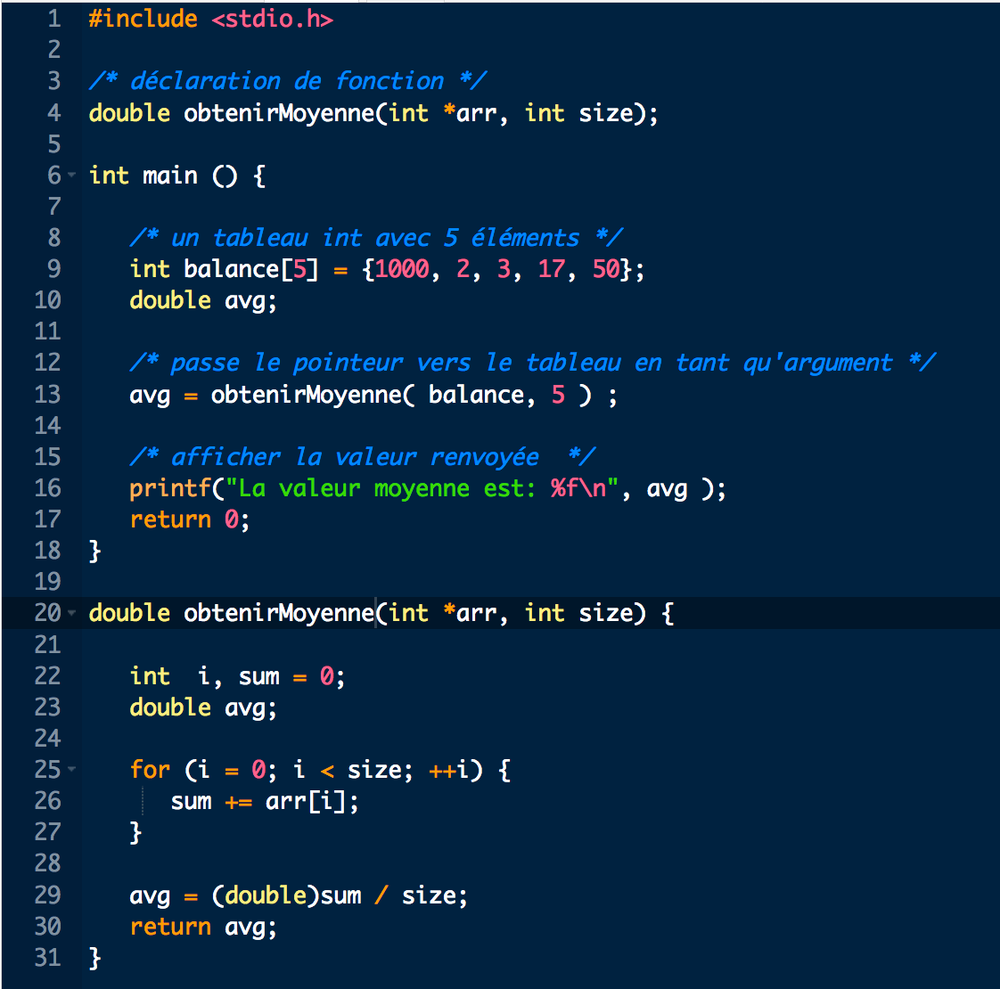 1 #include <stdio.h>
2
3 /* déclaration de fonction */
4 double obtenirMoyenne(int *arr, int size);
5
6 int main () {
7
8 /* un tableau int avec 5 éléments */
9 int balance[5] = {1000, 2, 3, 17, 50};
10 double avg;
11
12 /* passe le pointeur vers le tableau en tant qu'argument */
13 avg = obtenirMoyenne( balance, 5 ) ;
14
15 /* afficher la valeur renvoyée  */
16 printf("La valeur moyenne est: %f\n", avg );
17 return 0;
18 }
19
20 double obtenirMoyenne(int *arr, int size) {
21
22 int  i, sum = 0;
23 double avg;
24
25 for (i = 0; i < size; ++i) {
26 sum += arr[i];
27 }
28
29 avg = (double)sum / size;
30 return avg;
31 }